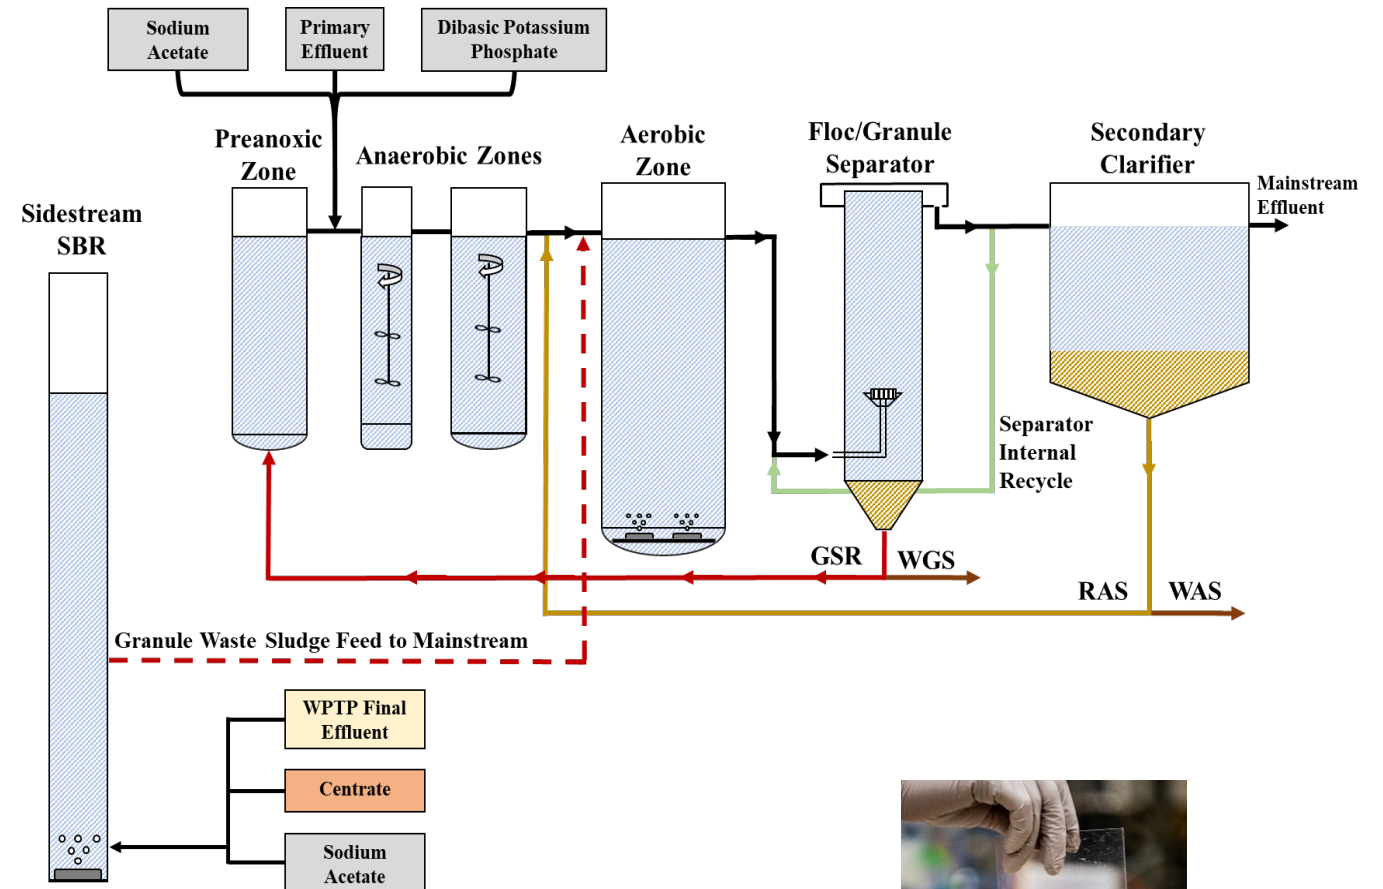 Sodium
Acetate
Primary
Effluent
Dibasic Potassium
Phosphate
Preanoxic
Zone
Anaerobic Zones
Aerobic
Zone
Floc/Granule
Separator
Secondary
Clarifier
Mainstream
Effluent
Sidestream
SBR
Separator
Internal
Recycle
GSR
WGS
RAS
WAS
Granule Waste Sludge Feed to Mainstream
WPTP Final
Effluent
Centrate
Sodium
Acetate